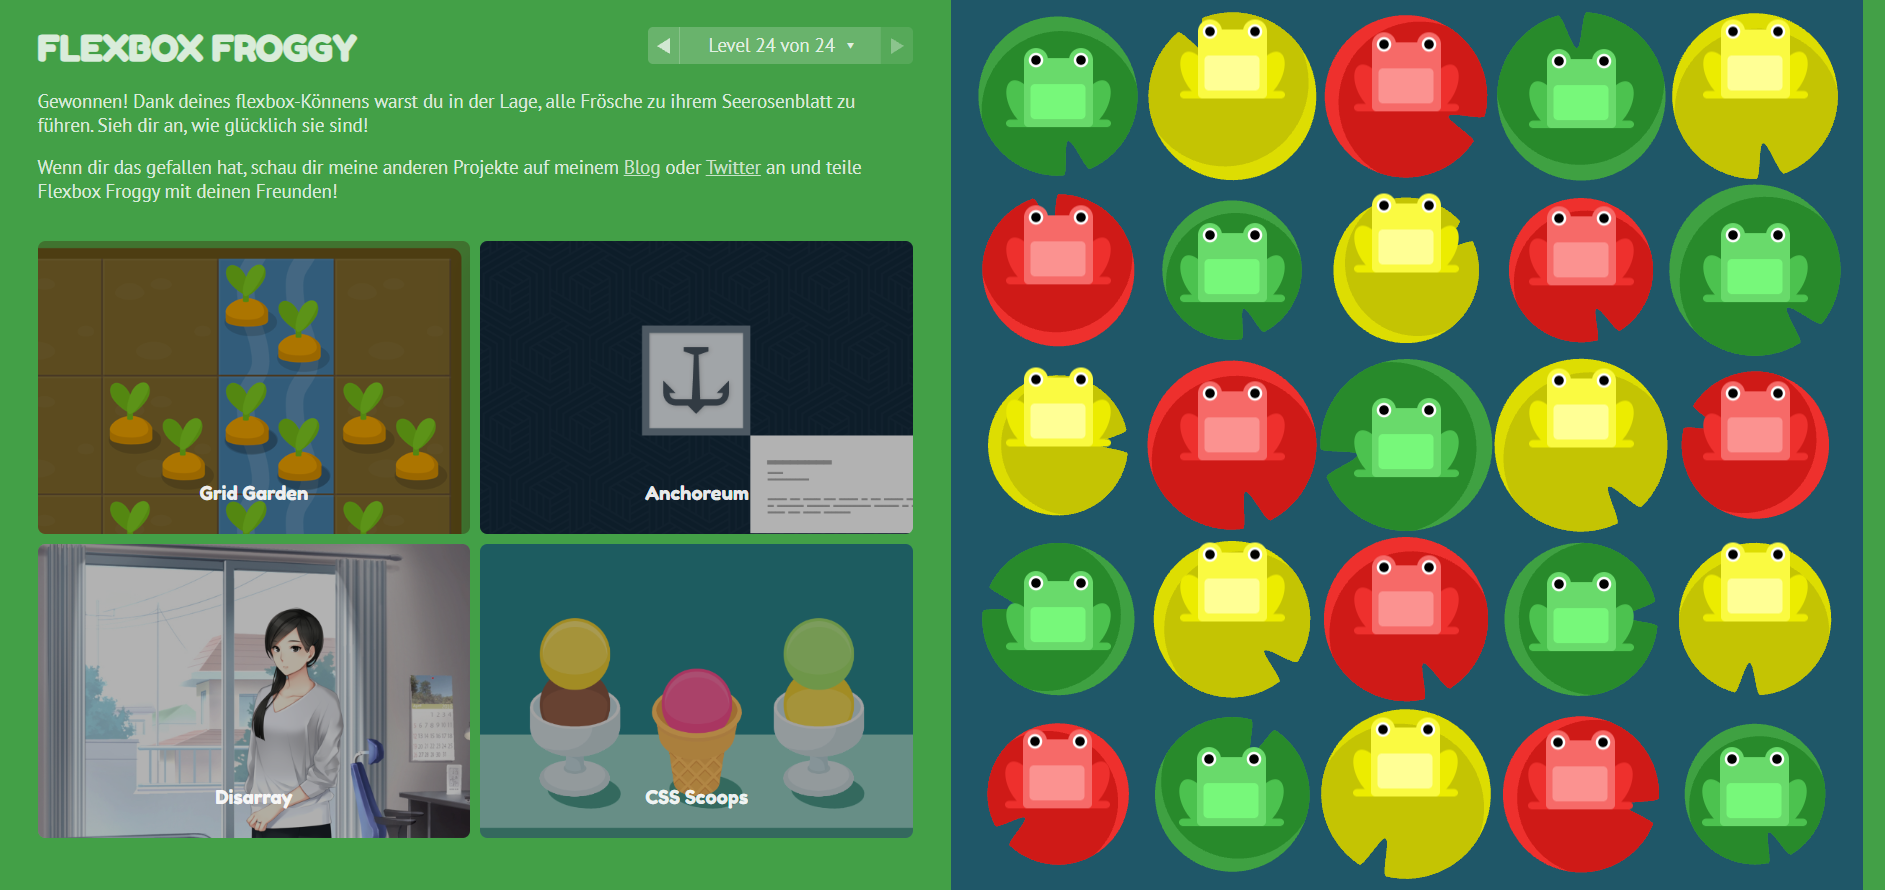 FLEXBOX FROGGY
Level 24 von 24
Gewonnen! Dank deines flexbox-Könnens warst du in der Lage, alle Frösche zu ihrem Seerosenblatt zu
führen. Sieh dir an, wie glücklich sie sind!
Wenn dir das gefallen hat, schau dir meine anderen Projekte auf meinem Blog oder Twitter an und teile
Flexbox Froggy mit deinen Freunden!
Grid Garden
Anchoreum
Disarray
CSS Scoops